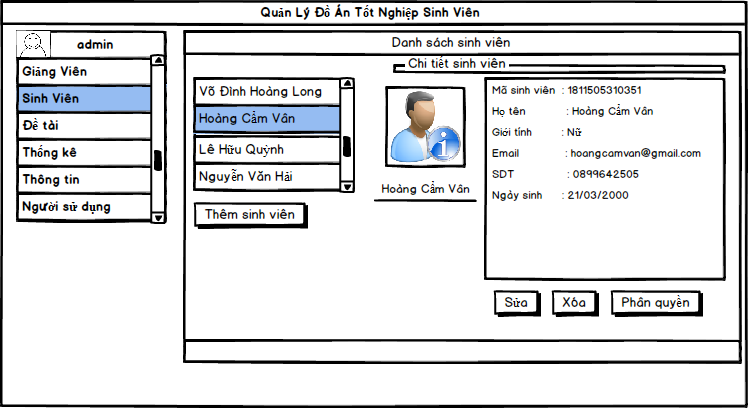 Quản Lý Đồ Án Tốt Nghiệp Sinh Viên
admin
Giảng Viên
Sinh Viên
Đề tài
Thống kê
Thông tin
Người sử dụng
Danh sách sinh viên
Võ Đình Hoàng Long
Hoàng Cẩm Vân
Lê Hữu Quỳnh
Nguyễn Văn Hải
Thêm sinh viên
Chi tiết sinh viên
Hoàng Cẩm Vân
Mã sinh viên : 1811505310351
Họ tên : Hoàng Cẩm Vân
Giới tính : Nữ
Email : hoangcamvan@gmail.com
SDT : 0899642505
Ngày sinh : 21/03/2000
Sửa
Xóa
Phân quyền